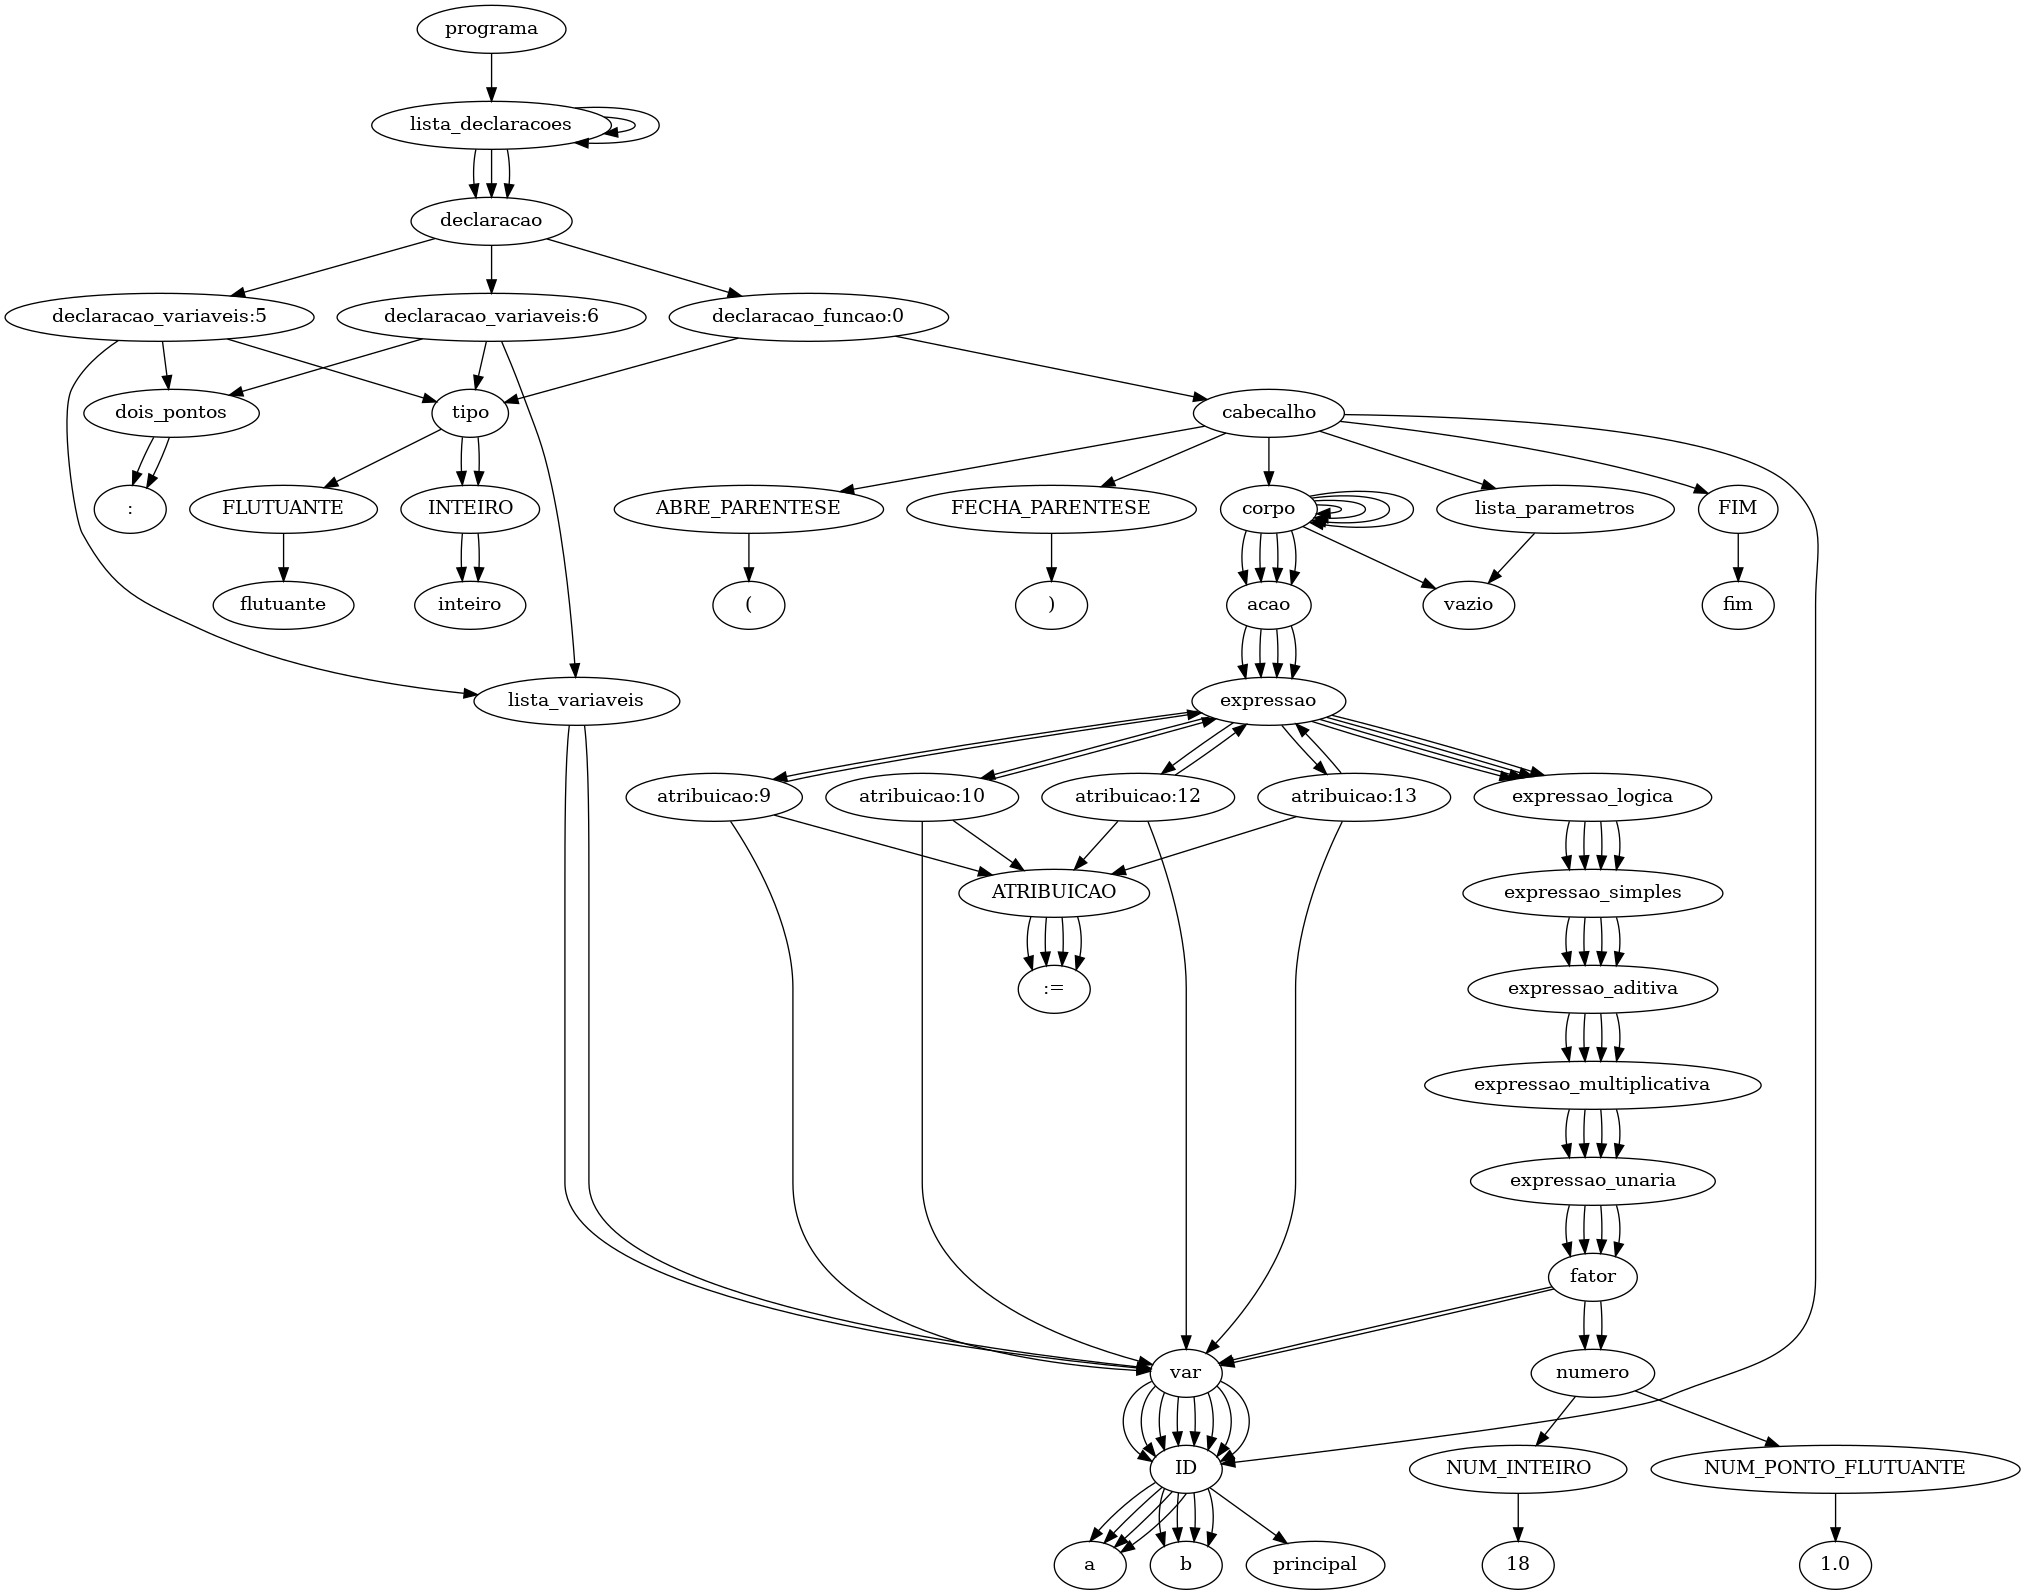 programa
lista_declaracoes
declaracao
declaracao_variaveis:5
declaracao_variaveis:6
declaracao_funcao:0
dois_pontos
tipo
cabecalho
:
FLUTUANTE
INTEIRO
ABRE_PARENTESE
FECHA_PARENTESE
corpo
lista_parametros
FIM
flutuante
inteiro
(
)
acao
vazio
fim
lista_variaveis
expressao
atribuicao:9
atribuicao:10
atribuicao:12
atribuicao:13
expressao_logica
ATRIBUICAO
expressao_simples
:=
expressao_aditiva
expressao_multiplicativa
expressao_unaria
fator
var
numero
ID
NUM_INTEIRO
NUM_PONTO_FLUTUANTE
a
b
principal
18
1.0